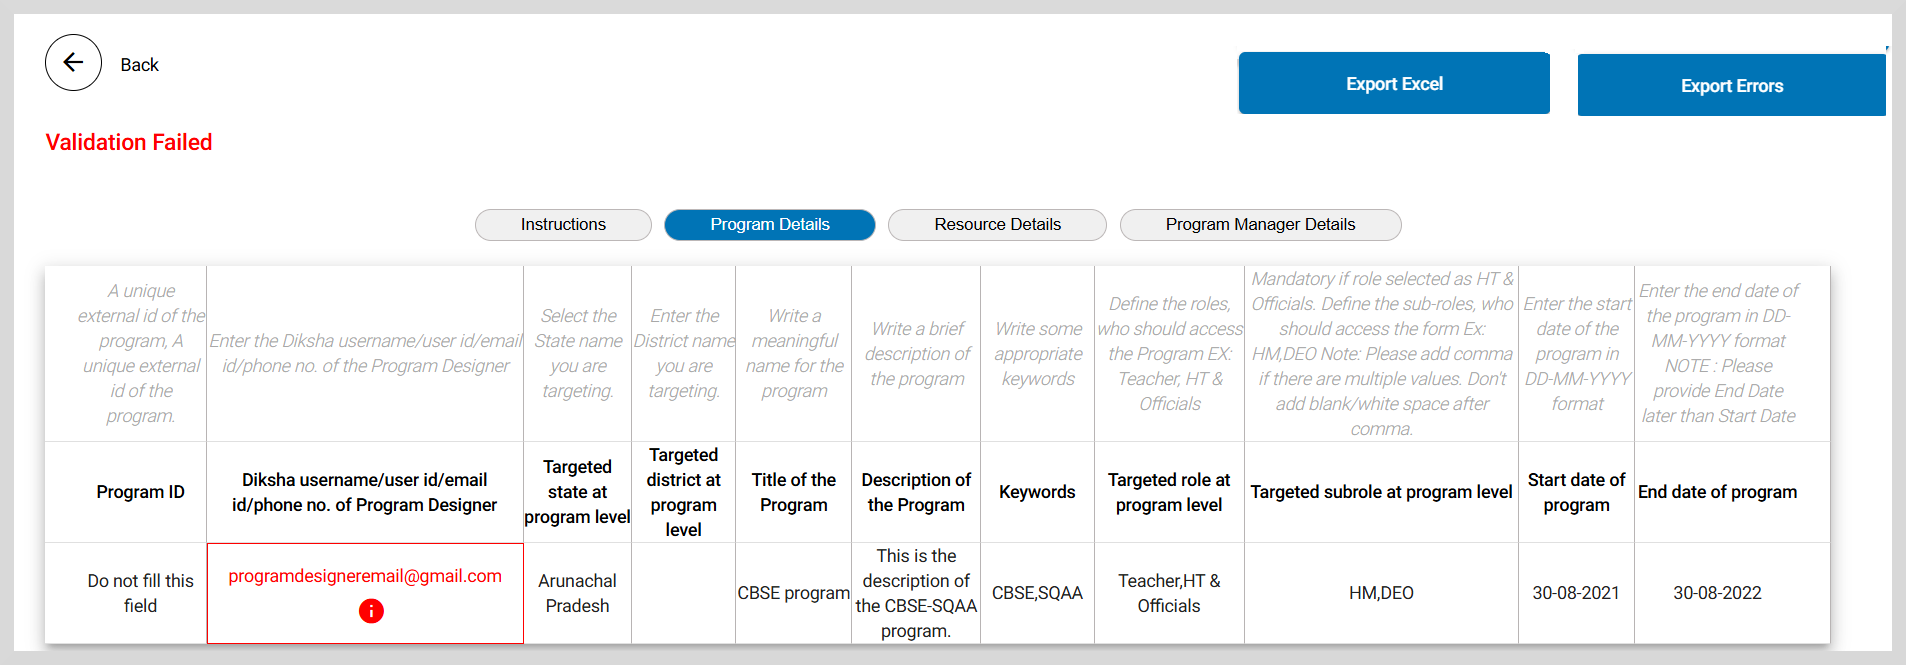 Back
Export Excel
Export Errors
Validation Failed
Instructions
Program Details
Resource Details
Program Manager Details
A unique
external id of the
program, A
unique external
id of the
program.
Enter the Diksha username/user id/email
id/phone no. of the Program Designer
Select the
State name
you are
targeting.
Enter the
District name
you are
targeting.
Write a
meaningful
name for the
program
Write a brief
description of
the program
Write some
appropriate
keywords
Define the roles,
who should access
the Program EX:
Teacher, HT &
Officials
Mandatory if role selected as HT &
Officials. Define the sub-roles, who
should access the form Ex:
HM,DEO Note: Please add comma
if there are multiple values. Don't
add blank/white space after
comma.
Enter the start
date of the
program in
DD-MM-YYYY
format
Enter the end date of
the program in DD-
MM-YYYY format
NOTE : Please
provide End Date
later than Start Date
Program ID
Diksha username/user id/email
id/phone no. of Program Designer
Targeted
state at
program level
Targeted
district at
program
level
Title of the
Program
Description of
the Program
Keywords
Targeted role at
program level
Targeted subrole at program level
Start date of
program
End date of program
Do not fill this
field
programdesigneremail@gmail.com
Arunachal
Pradesh
CBSE program
This is the
description of
the CBSE-SQAA
program.
CBSE,SQAA
Teacher,HT &
Officials
HM,DEO
30-08-2021
30-08-2022